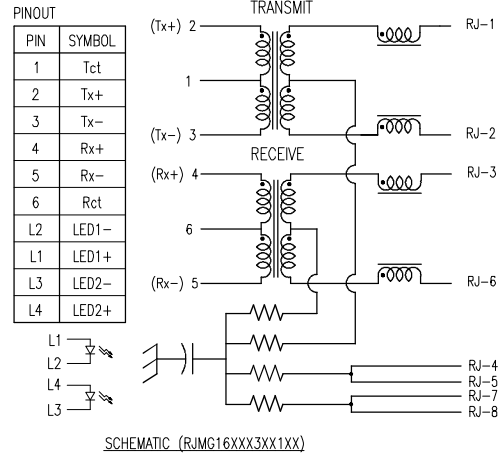 PINOUT
PIN SYMBOL
1 Tct
2 Tx+
3 Tx-
4 Rx+
5 Rx-
6 Rct
L2 LED1-
L1 LED1+
L3 LED2-
L4 LED2+
TRANSMIT
(Tx+) 2
RJ-1
1
(Tx-) 3
RJ-2
RECEIVE
(Rx+) 4
RJ-3
6
(Rx-) 5
RJ-6
L1
L2
L4
L3
RJ-4
RJ-5
RJ-7
RJ-8
SCHEMATIC (RJMG16XXX3XX1XX)